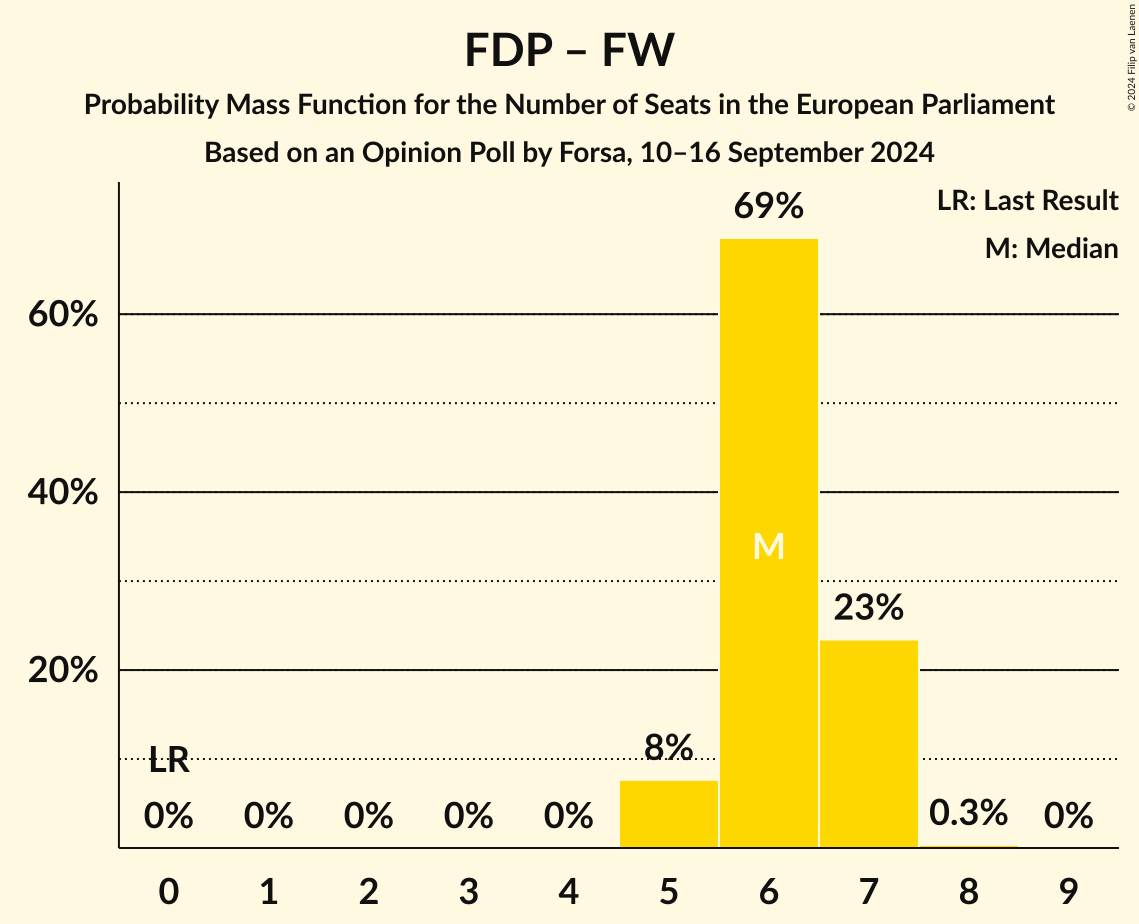 FDP – FW
Probability Mass Function for the Number of Seats in the European Parliament
Based on an Opinion Poll by Forsa, 10–16 September 2024
© 2024 Filip van Laenen
LR: Last Result
M: Median
69%
60%
40%
M
23%
20%
8%
LR
0% 0% 0% 0% 0% 0.3% 0%
0 1 2 3 4 5 6 7 8 9